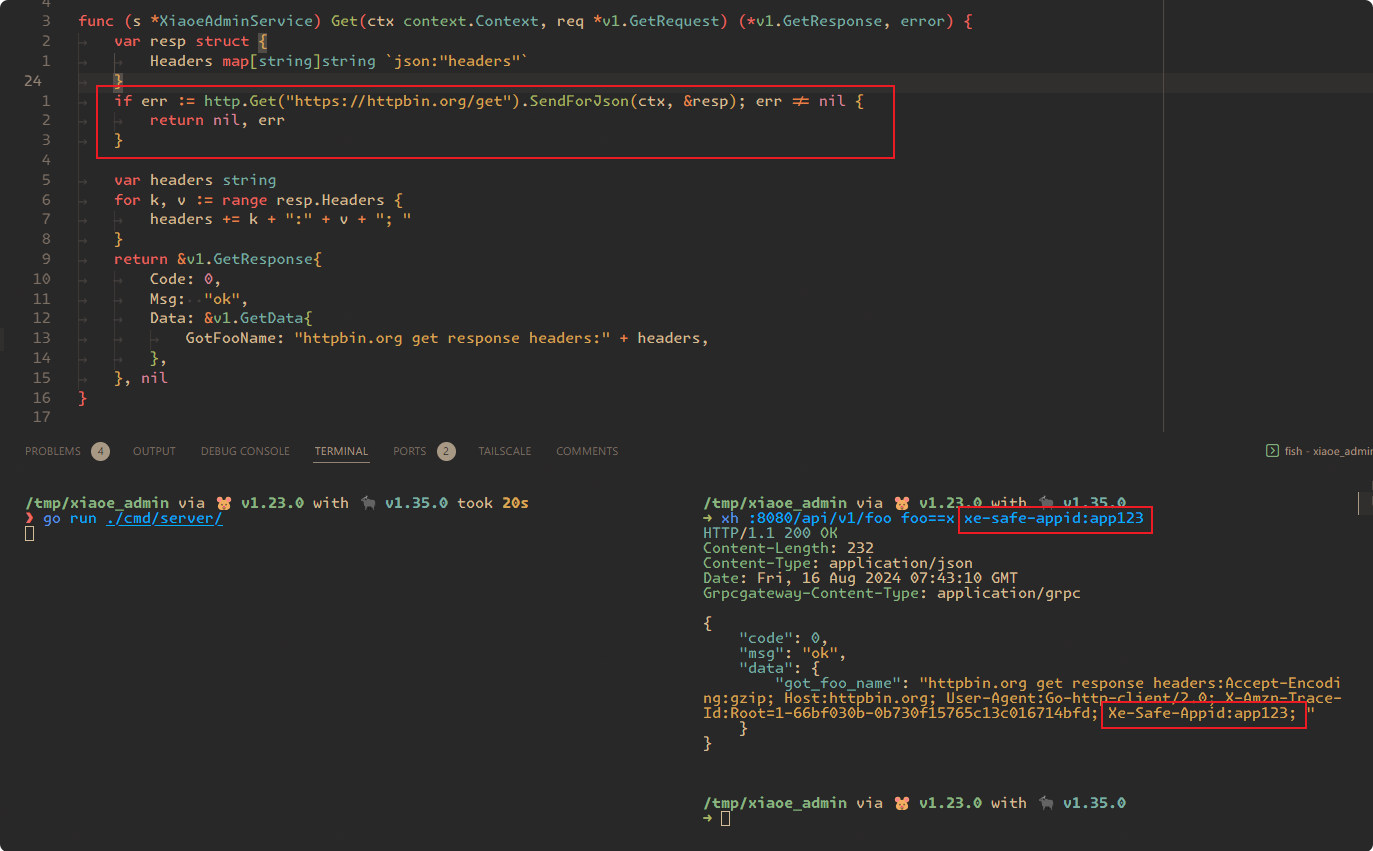 4
3 func (s *XiaoeAdminService) Get(ctx context.Context, req *v1.GetRequest) (*v1.GetResponse, error) {
2 var resp struct {
1 Headers map[string]string `json:"headers"`
24 }
1 if err := http.Get("https://httpbin.org/get").SendForJson(ctx, &resp); err != nil {
2 return nil, err
3 }
4
5 var headers string
6 for k, v := range resp.Headers {
7 headers += k + ":" + v + "; "
8 }
9 return &v1.GetResponse{
10 Code: 0,
11 Msg: "ok",
12 Data: &v1.GetData{
13 GotFooName: "httpbin.org get response headers:" + headers,
14 },
15 }, nil
16 }
17
PROBLEMS 4 OUTPUT DEBUG CONSOLE TERMINAL PORTS 2 TAILSCALE COMMENTS fish - xiaoe_admin
/tmp/xiaoe_admin via v1.23.0 with v1.35.0 took 20s
❯ go run ./cmd/server/
/tmp/xiaoe_admin via v1.23.0 with v1.35.0
➜ xh :8080/api/v1/foo foo==x xe-safe-appid:app123
HTTP/1.1 200 OK
Content-Length: 232
Content-Type: application/json
Date: Fri, 16 Aug 2024 07:43:10 GMT
Grpcgateway-Content-Type: application/grpc
{
"code": 0,
"msg": "ok",
"data": {
"got_foo_name": "httpbin.org get response headers:Accept-Encodi
ng:gzip; Host:httpbin.org; User-Agent:Go-http-client/2.0; X-Amzn-Trace-
Id:Root=1-66bf030b-0b730f15765c13c016714bfd; Xe-Safe-Appid:app123; "
}
}
/tmp/xiaoe_admin via v1.23.0 with v1.35.0
➜